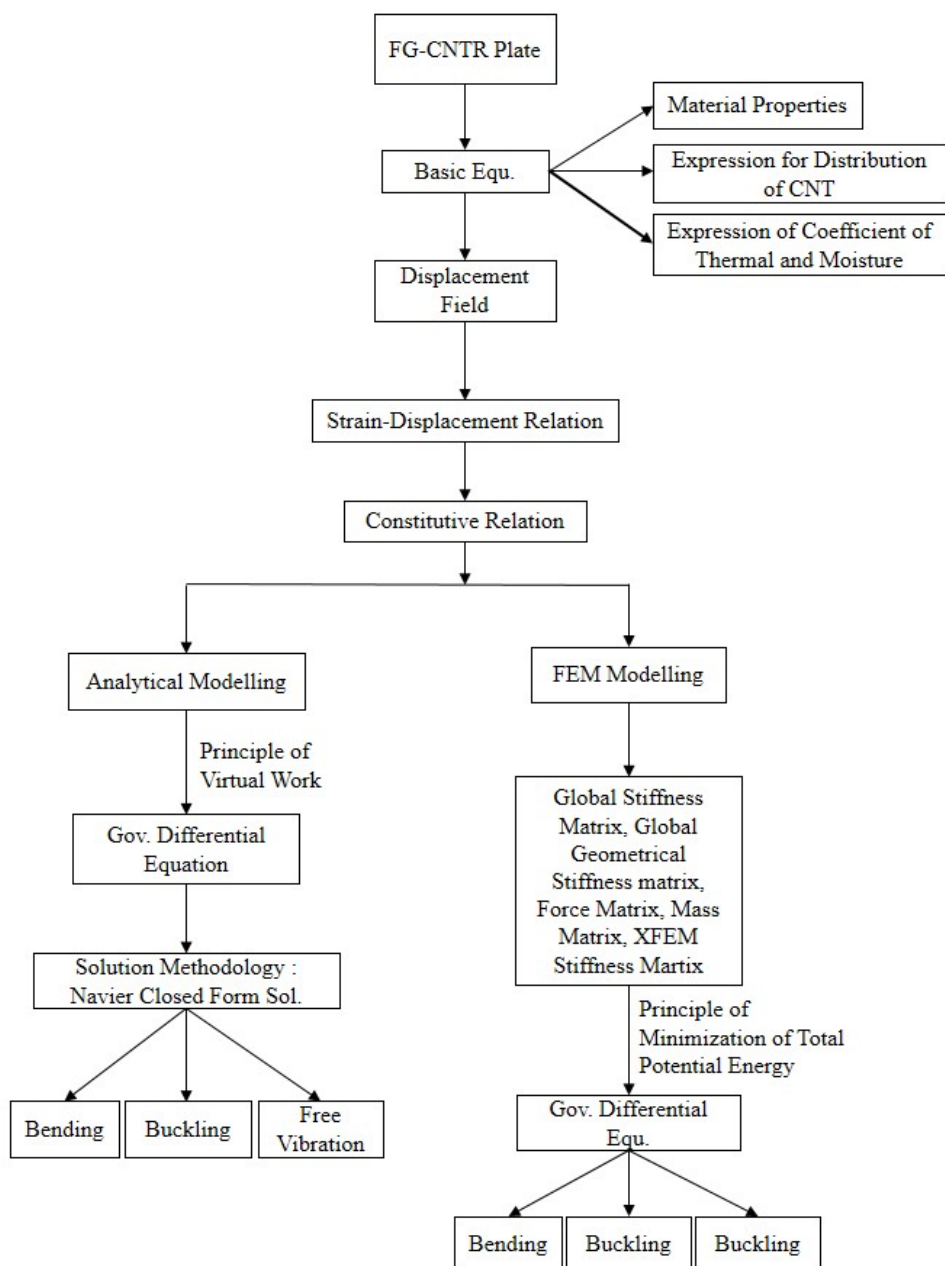 FG-CNTR Plate
Material Properties
Basic Equ.
Expression for Distribution
of CNT
Expression of Coefficient of
Thermal and Moisture
Displacement
Field
Strain-Displacement Relation
Constitutive Relation
Analytical Modelling
Principle of
Virtual Work
Gov. Differential
Equation
Solution Methodology :
Navier Closed Form Sol.
Bending
Buckling
Free
Vibration
FEM Modelling
Global Stiffness
Matrix, Global
Geometrical
Stiffness matrix,
Force Matrix, Mass
Matrix, XFEM
Stiffness Martix
Principle of
Minimization of Total
Potential Energy
Gov. Differential
Equ.
Bending
Buckling
Buckling